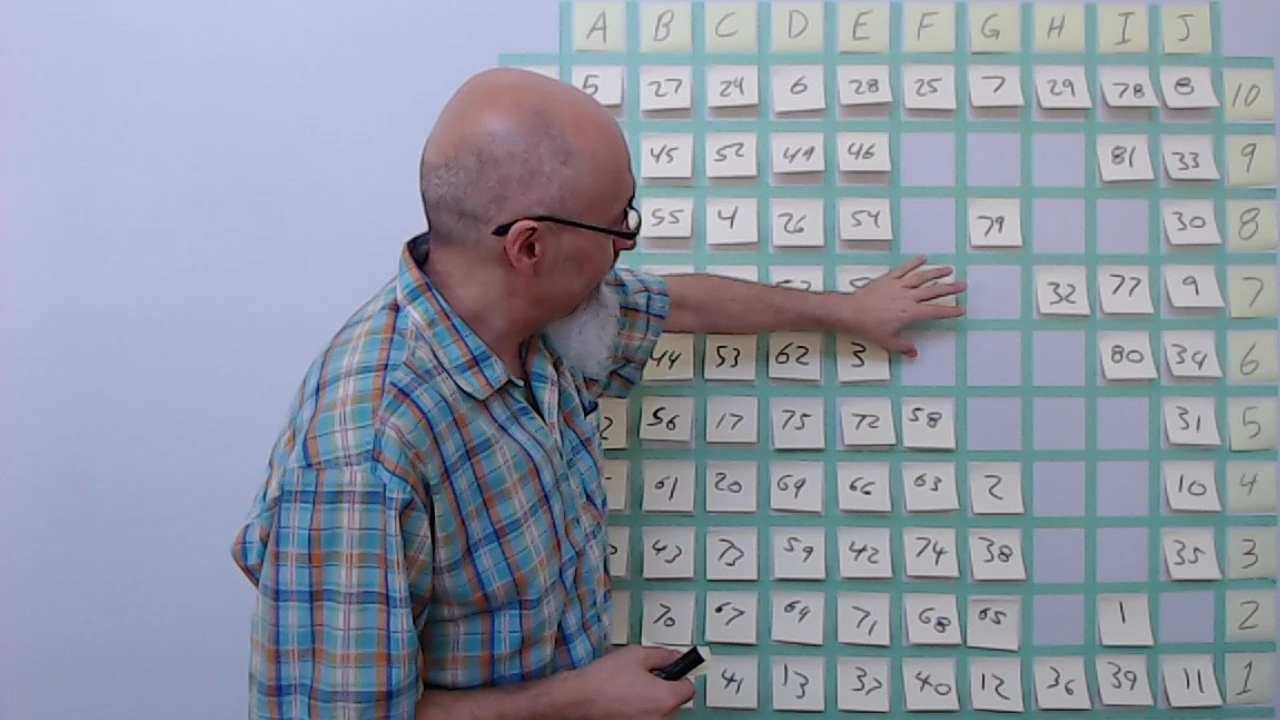 A B C D E F G H I J
5 27 24 6 28 25 7 29 78 8 10
45 52 49 46 81 33 9
55 4 26 54 79 30 8
32 77 9 7
44 53 62 3 80 34 6
2 56 17 75 72 58 31 5
61 20 69 66 63 2 10 4
43 73 59 42 74 38 35 3
70 67 64 71 68 65 1 2
41 13 37 40 12 36 39 11 1